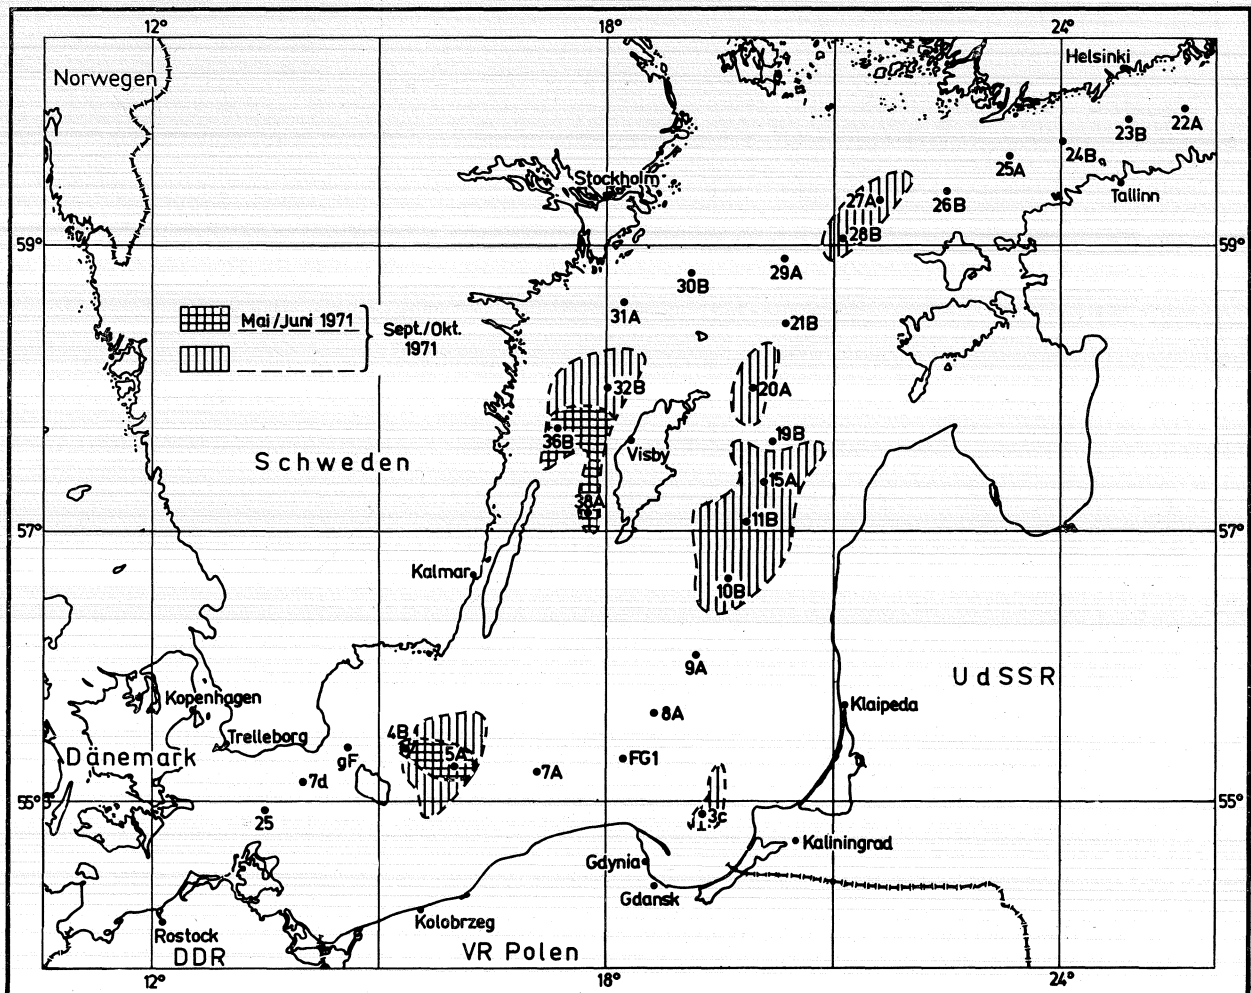 12°
18°
24°
Norwegen
Helsinki
22A
23B
24B
25A
Stockholm
Tallinn
27A
26B
28B
59°
59°
29A
30B
31A
21B
Mai/Juni 1971
Sept./Okt.
1971
32B
20A
36B
19B
Visby
Schweden
15A
38A
11B
57°
57°
Kalmar
10B
9A
UdSSR
Kopenhagen
8A
Klaipeda
Trelleborg
4B
Dänemark
gF
5A
FG1
7A
7d
55°
55°
25
3c
Kaliningrad
Gdynia
Gdansk
Kolobrzeg
Rostock
DDR
VR Polen
12°
18°
24°